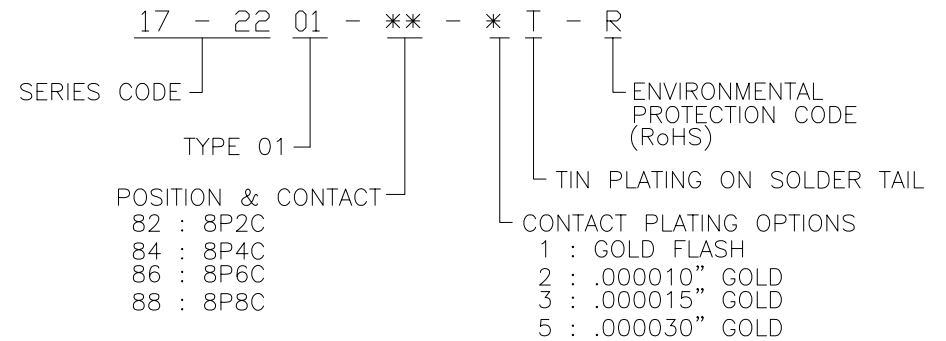 17 - 22 01 - ** - * T - R
SERIES CODE
TYPE 01
POSITION & CONTACT
82 : 8P2C
84 : 8P4C
86 : 8P6C
88 : 8P8C
ENVIRONMENTAL
PROTECTION CODE
(RoHS)
TIN PLATING ON SOLDER TAIL
CONTACT PLATING OPTIONS
1 : GOLD FLASH
2 : .000010" GOLD
3 : .000015" GOLD
5 : .000030" GOLD